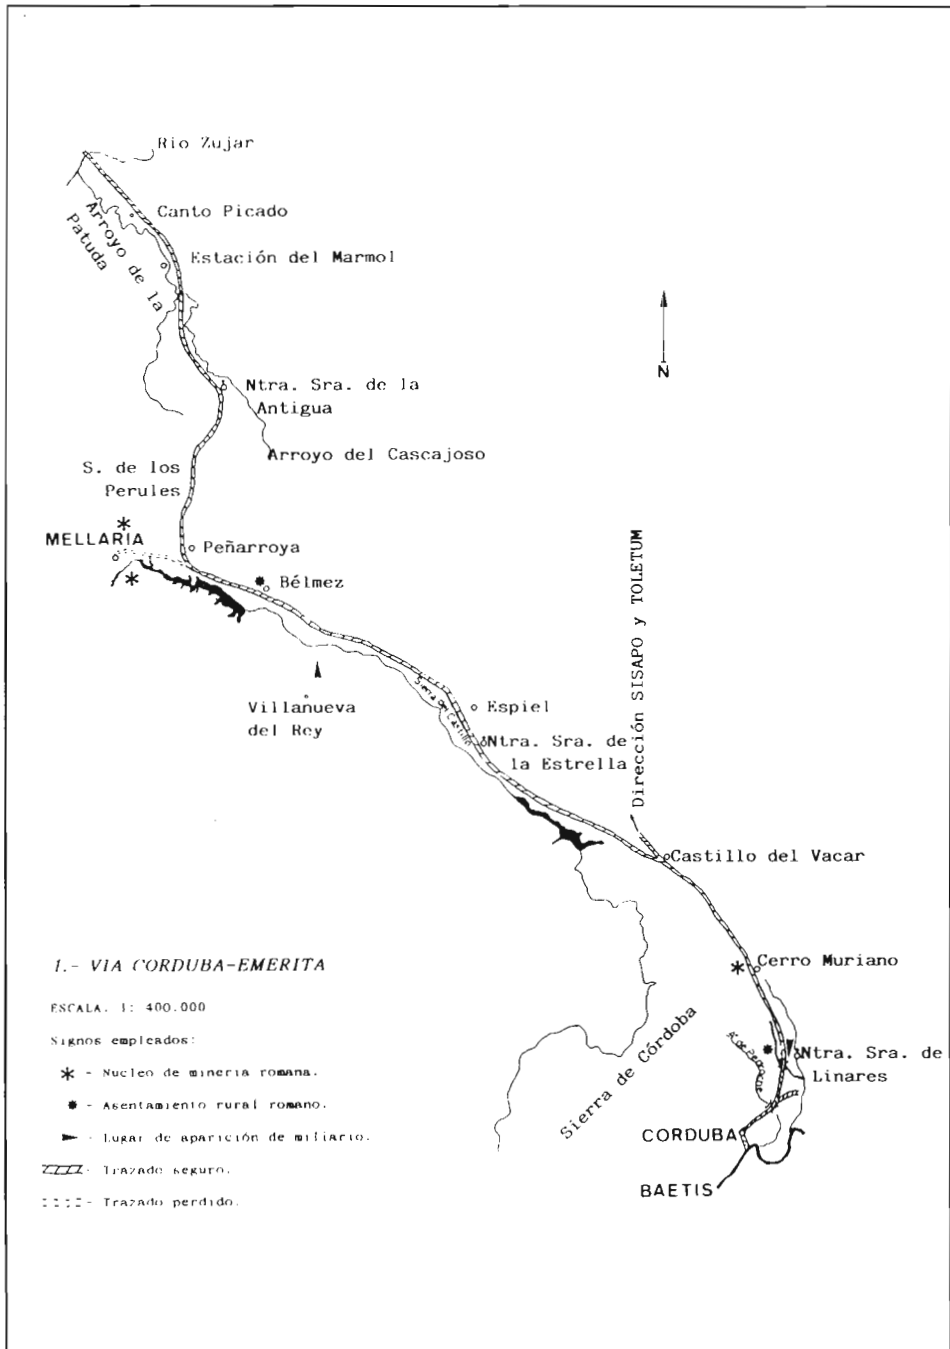 Rio Zujar
Canto Picado
Arroyo de la
Patuda
Estación del Marmol
N
Ntra. Sra. de la
Antigua
Arroyo del Cascajoso
S. de los
Perules
MELLARIA
Peñarroya
Bélmez
Dirección SISAPO y TOLETUM
Villanueva
del Rey
Sierra del Castillo
Espiel
Ntra. Sra. de
la Estrella
Castillo del Vacar
Cerro Muriano
Sierra de Córdoba
Ntra. Sra. de
Linares
CORDUBA
BAETIS
1.- VIA CORDUBA-EMERITA
ESCALA. 1: 400.000
Signos empleados:
- Nucleo de mineria romana.
- Asentamiento rural romano.
- Lugar de aparición de miliario.
- Trazado seguro.
- Trazado perdido.